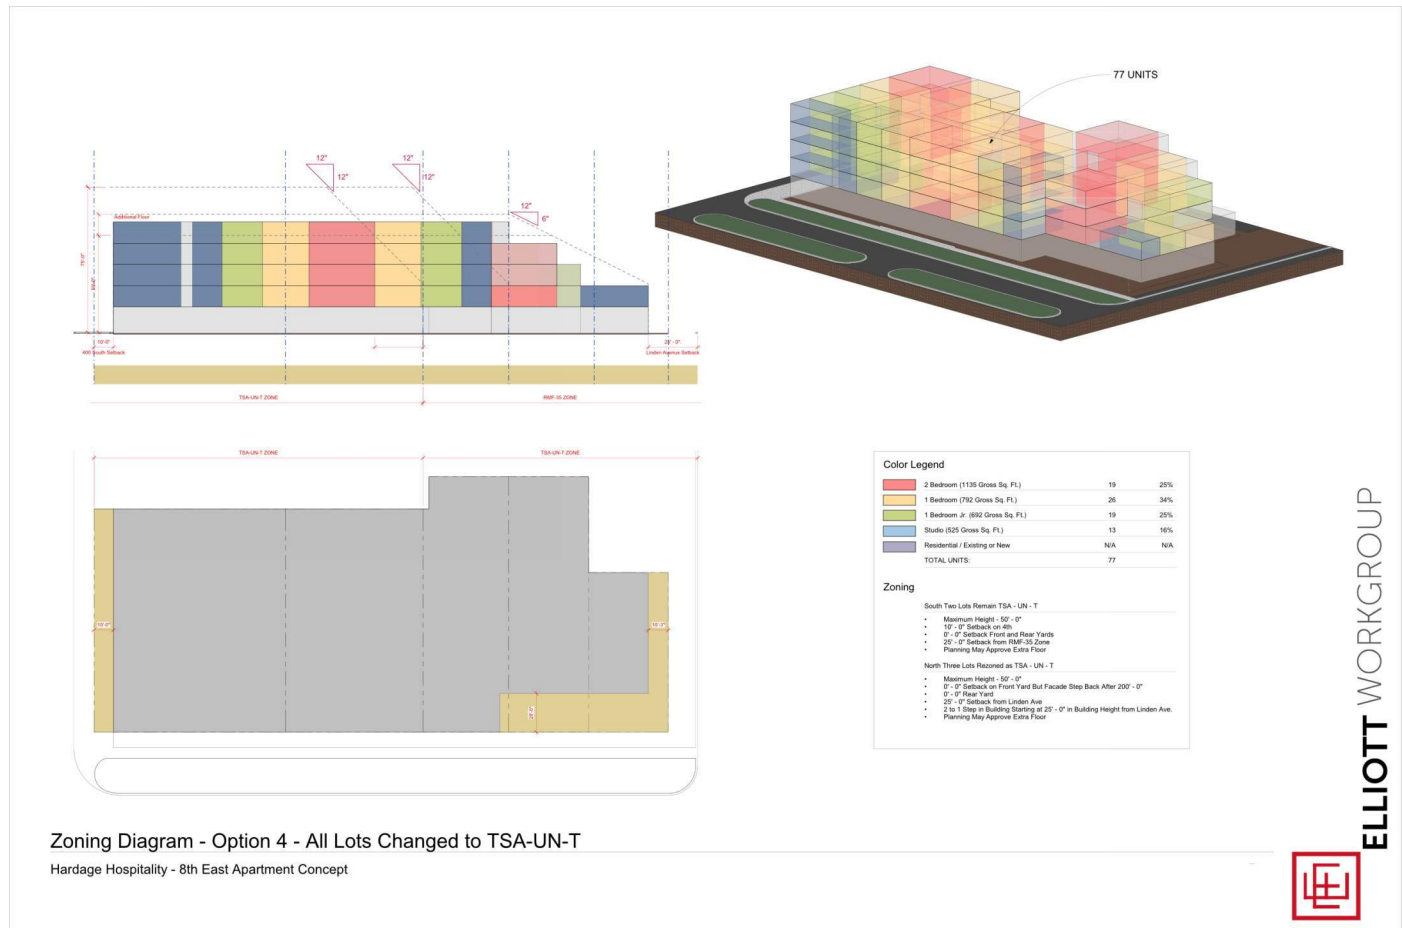 77 UNITS
12"
12"
12"
12"
12"
6"
Additional Floor
75'-0"
10'-0"
400 South Setback
Linden Avenue Setback
TSA-UN-T ZONE
RMF-35 ZONE
TSA-UN-T ZONE
TSA-UN-T ZONE
10'-0"
Color Legend
2 Bedroom (1135 Gross Sq. Ft.) 19 25%
1 Bedroom (792 Gross Sq. Ft.) 26 34%
1 Bedroom Jr. (692 Gross Sq. Ft.) 19 25%
Studio (525 Gross Sq. Ft.) 13 16%
Residential / Existing or New N/A N/A
TOTAL UNITS: 77
Zoning
South Two Lots Remain TSA - UN - T
• Maximum Height - 50' - 0"
• 10' - 0" Setback on 4th
• 0' - 0" Setback Front and Rear Yards
• 25' - 0" Setback from RMF-35 Zone
• Planning May Approve Extra Floor
North Three Lots Rezoned as TSA - UN - T
• Maximum Height - 50' - 0"
• 0' - 0" Setback on Front Yard But Facade Step Back After 200' - 0"
• 0' - 0" Rear Yard
• 25' - 0" Setback from Linden Ave
• 2 to 1 Step in Building Starting at 25' - 0" in Building Height from Linden Ave.
• Planning May Approve Extra Floor
ELLIOTT WORKGROUP
Zoning Diagram - Option 4 - All Lots Changed to TSA-UN-T
Hardage Hospitality - 8th East Apartment Concept